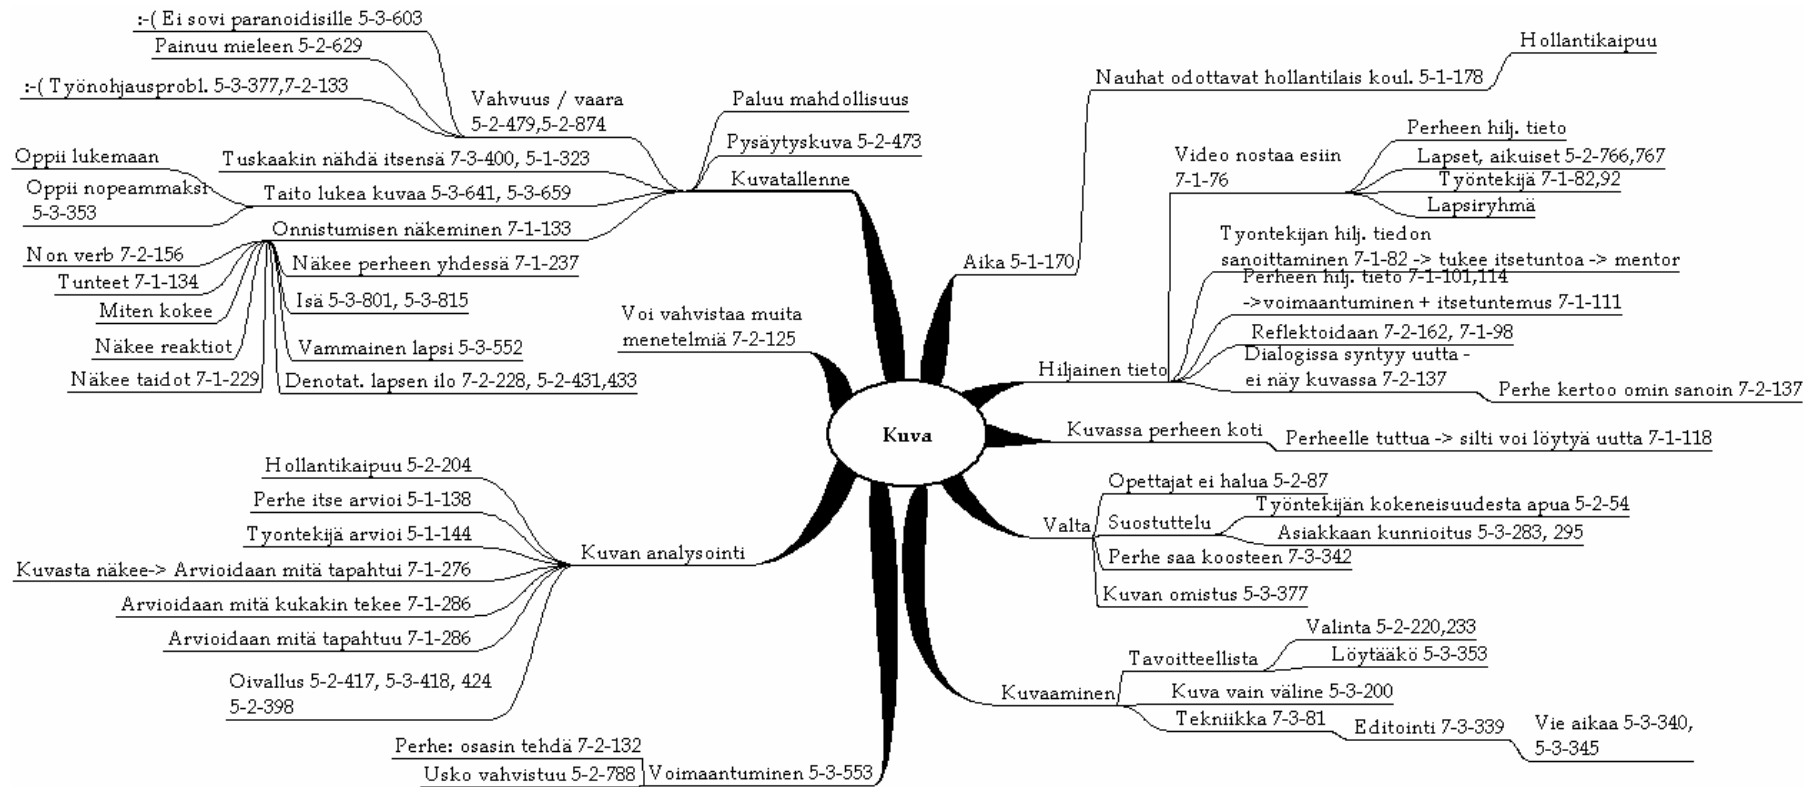 :-( Ei sovi paranoidisille 5-3-603
Painuu mieleen 5-2-629
:-( Työnohjausprobl. 5-3-377,7-2-133
Vahvuus / vaara
5-2-479,5-2-874
Paluu mahdollisuus
Pysäytyskuva 5-2-473
Oppii lukemaan
Oppii nopeammaksi
5-3-353
Tuskaakin nähdä itsensä 7-3-400, 5-1-323
Taito lukea kuvaa 5-3-641, 5-3-659
Kuvatallenne
Onnistumisen näkeminen 7-1-133
Non verb 7-2-156
Tunteet 7-1-134
Miten kokee
Näkee reaktiot
Näkee taidot 7-1-229
Näkee perheen yhdessä 7-1-237
Isä 5-3-801, 5-3-815
Vammainen lapsi 5-3-552
Denotat. lapsen ilo 7-2-228, 5-2-431,433
Voi vahvistaa muita
menetelmiä 7-2-125
Kuva
Hollantikaipuu 5-2-204
Perhe itse arvioi 5-1-138
Tyontekijä arvioi 5-1-144
Kuvasta näkee-> Arvioidaan mitä tapahtui 7-1-276
Arvioidaan mitä kukakin tekee 7-1-286
Arvioidaan mitä tapahtuu 7-1-286
Oivallus 5-2-417, 5-3-418, 424
5-2-398
Kuvan analysointi
Perhe: osasin tehdä 7-2-132
Usko vahvistuu 5-2-788
Voimaantuminen 5-3-553
Hollantikaipuu
Nauhat odottavat hollantilais koul. 5-1-178
Aika 5-1-170
Video nostaa esiin
7-1-76
Perheen hilj. tieto
Lapset, aikuiset 5-2-766,767
Työntekijä 7-1-82,92
Lapsiryhmä
Tyontekijan hilj. tiedon
sanoittaminen 7-1-82 -> tukee itsetuntoa -> mentor
Perheen hilj. tieto 7-1-101,114
->voimaantuminen + itsetuntemus 7-1-111
Reflektoidaan 7-2-162, 7-1-98
Hiljainen tieto
Dialogissa syntyy uutta -
ei näy kuvassa 7-2-137
Perhe kertoo omin sanoin 7-2-137
Kuvassa perheen koti
Perheelle tuttua -> silti voi löytyä uutta 7-1-118
Valta
Opettajat ei halua 5-2-87
Suostuttelu
Työntekijän kokeneisuudesta apua 5-2-54
Asiakkaan kunnioitus 5-3-283, 295
Perhe saa koosteen 7-3-342
Kuvan omistus 5-3-377
Kuvaaminen
Tavoitteellista
Valinta 5-2-220,233
Löytääkö 5-3-353
Kuva vain väline 5-3-200
Tekniikka 7-3-81
Editointi 7-3-339
Vie aikaa 5-3-340,
5-3-345